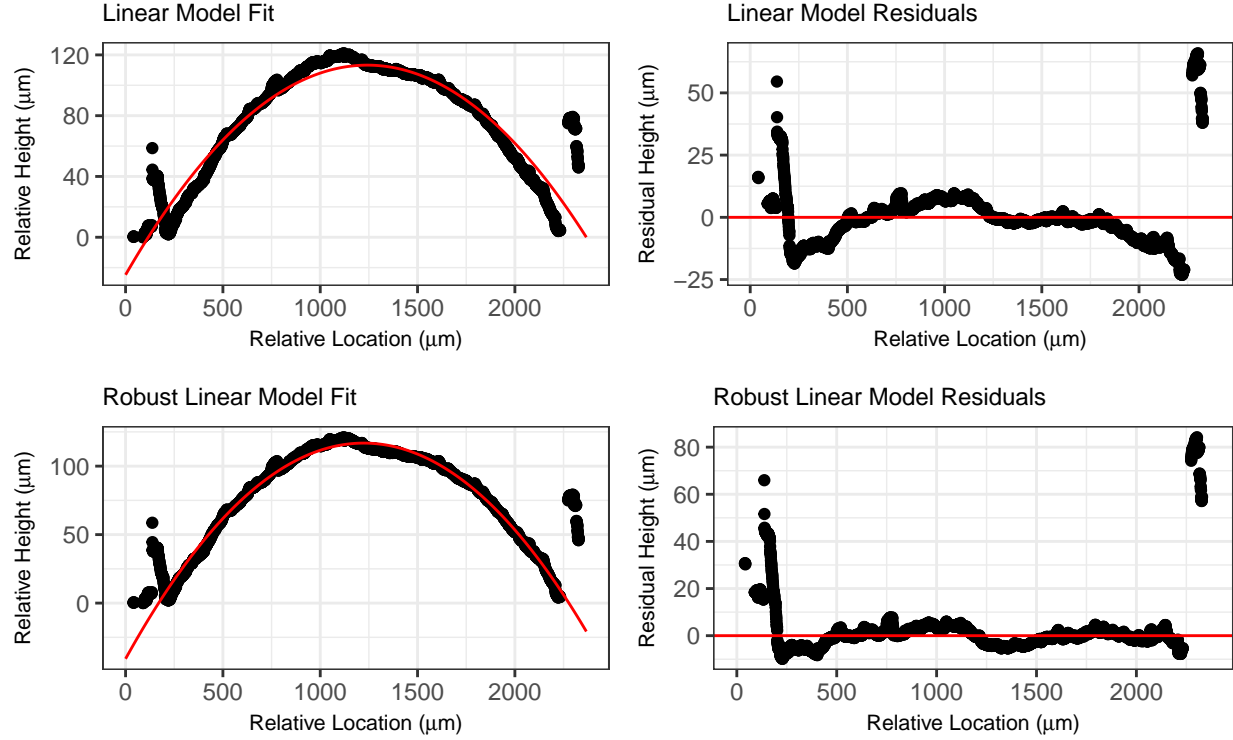 Linear Model Fit
Linear Model Residuals
Relative Height (μm)
120
80
40
0
0 500 1000 1500 2000
Relative Location (μm)
Residual Height (μm)
50
25
0
−25
0 500 1000 1500 2000
Relative Location (μm)
Robust Linear Model Fit
Robust Linear Model Residuals
Relative Height (μm)
100
50
0
0 500 1000 1500 2000
Relative Location (μm)
Residual Height (μm)
80
60
40
20
0
0 500 1000 1500 2000
Relative Location (μm)